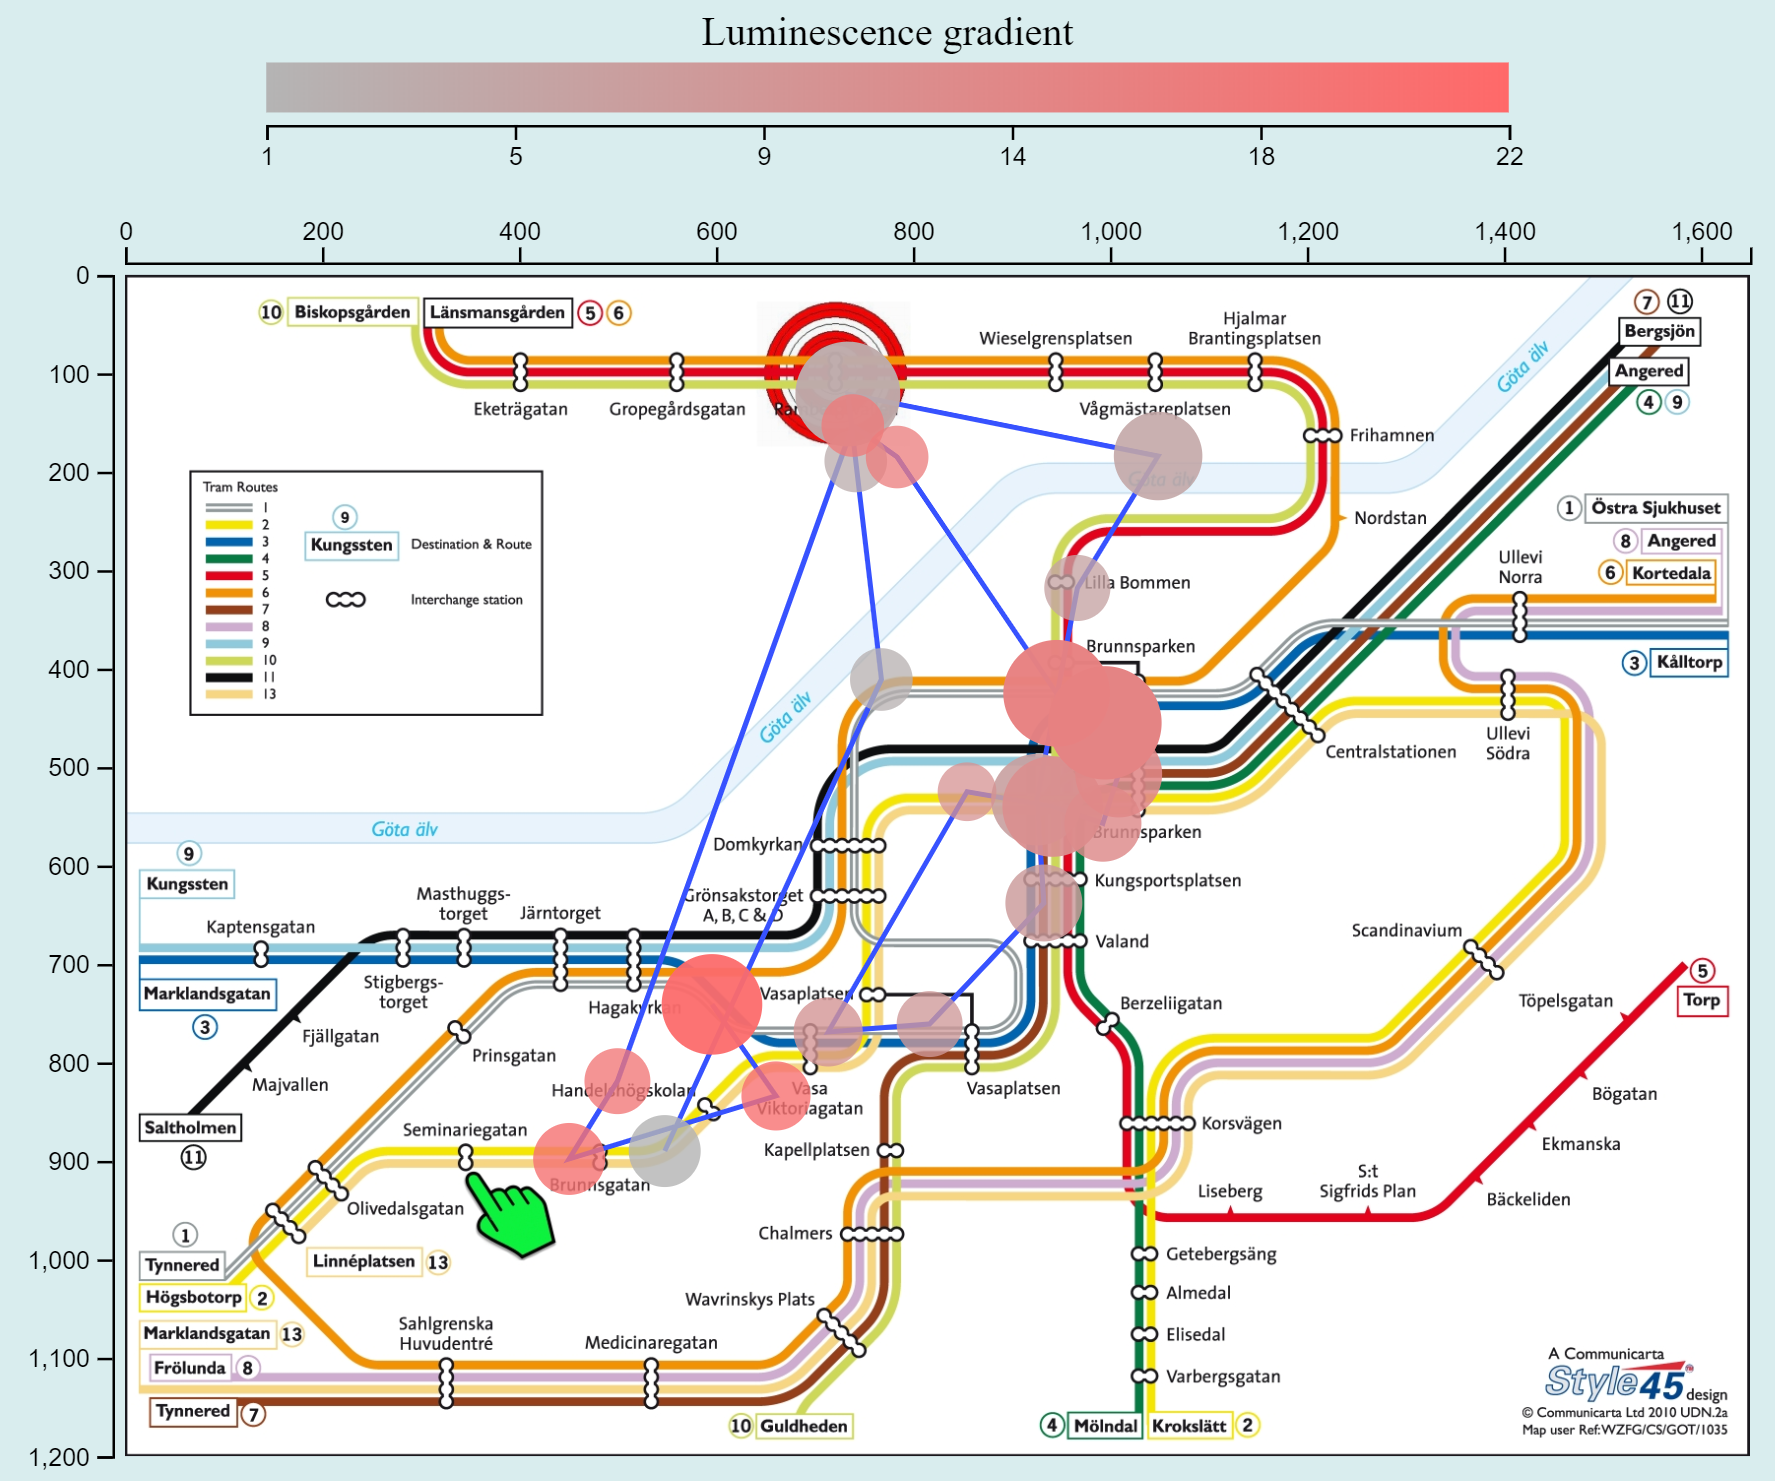 Luminescence gradient
1 5 9 14 18 22
0 200 400 600 800 1,000 1,200 1,400 1,600
0
100
200
300
400
500
600
700
800
900
1,000
1,100
1,200
10 Biskopsgården
Länsmansgården 5 6
Eketrägatan
Gropegårdsgatan
Wieselgrensplatsen
Vågmästareplatsen
Hjalmar
Brantingsplatsen
Frihamnen
Nordstan
7 11
Bergsjön
Angered
4 9
Göta älv
Göta älv
Göta älv
Göta älv
Tram Routes
1
2
3
4
5
6
7
8
9
10
11
13
9
Kungssten
Destination & Route
Interchange station
1 Östra Sjukhuset
8 Angered
6 Kortedala
3 Kålltorp
Ullevi
Norra
Ullevi
Södra
Centralstationen
Lilla Bommen
Brunnsparken
Brunnsparken
Domkyrkan
Grönsakstorget
A, B, C & D
Kungsportsplatsen
Valand
Berzeliigatan
Scandinavium
9
Kungssten
Kaptensgatan
Masthuggs-
torget
Järntorget
Stigbergs-
torget
Hagakyrkan
Marklandsgatan
3
Fjällgatan
Majvallen
Saltholmen
11
Prinsgatan
Handelshögskolan
Vasaplatsen
Vasa
Viktoriagatan
Vasaplatsen
Seminariegatan
Brunnsgatan
Olivedalsgatan
Linnéplatsen 13
1
Tynnered
Högsbotorp 2
Marklandsgatan 13
Frölunda 8
Tynnered 7
Sahlgrenska
Huvudentré
Medicinaregatan
Kapellplatsen
Chalmers
Wavrinskys Plats
10 Guldheden
Korsvägen
Liseberg
S:t
Sigfrids Plan
Bäckeliden
Ekmanska
Bögatan
Töpelsgatan
5
Torp
Getebergsäng
Almedal
Elisedal
Varbergsgatan
4 Mölndal
Krokslätt 2
A Communicarta
Style45
design
© Communicarta Ltd 2010 UDN.2a
Map user Ref:WZFG/CS/GOT/1035